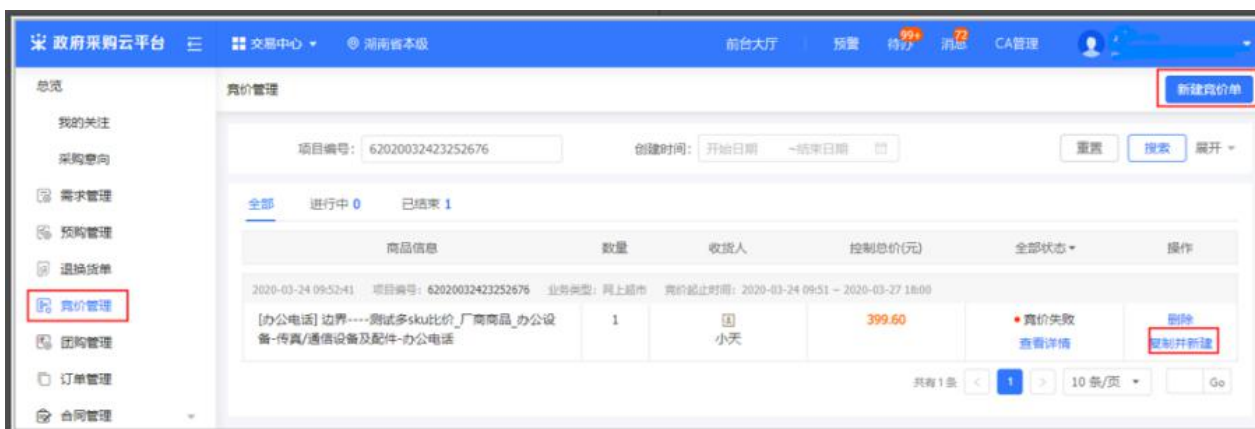 政府采购云平台
交易中心
湖南省本级
前台大厅
预警
待办
99+
消息
72
CA管理
总览
我的关注
采购意向
需求管理
预购管理
退换货单
竞价管理
团购管理
订单管理
合同管理
竞价管理
新建竞价单
项目编号: 62020032423252676
创建时间: 开始日期 ~结束日期
重置
搜索
展开
全部
进行中 0
已结束 1
商品信息 数量 收货人 控制总价(元) 全部状态 操作
2020-03-24 09:52:41 项目编号: 62020032423252676 业务类型: 网上超市 竞价起止时间: 2020-03-24 09:51 ~ 2020-03-27 18:00
[办公电话] 边界----测试多sku比价_厂商商品_办公设
备-传真/通信设备及配件-办公电话
1
小天
399.60
竞价失败
查看详情
删除
复制并新建
共有1条 < 1 > 10 条/页 Go